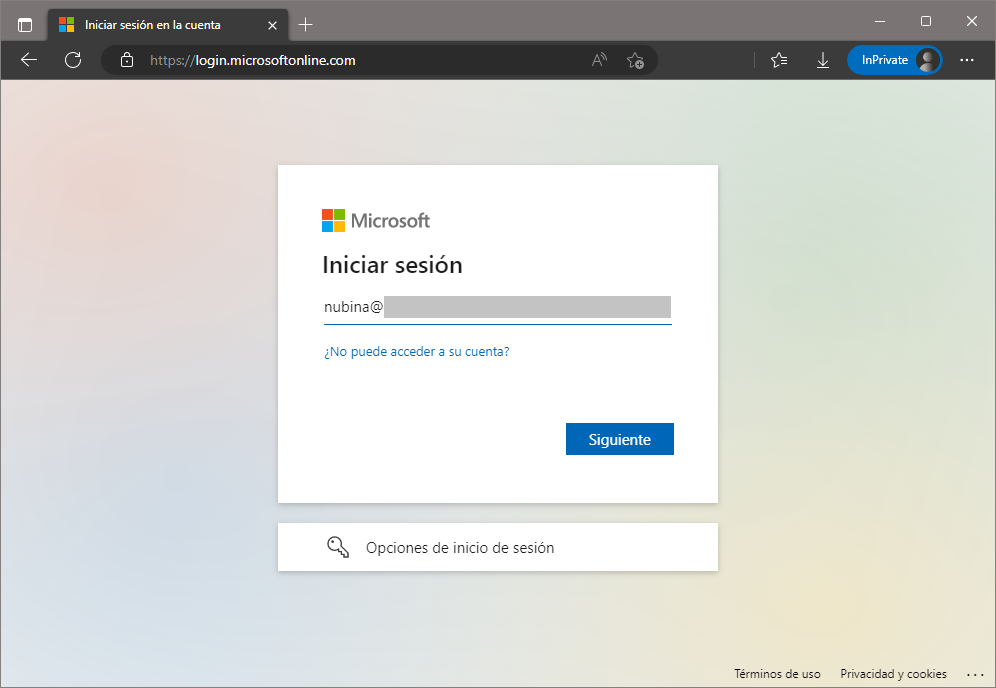 Iniciar sesión en la cuenta
https://login.microsoftonline.com
InPrivate
Microsoft
Iniciar sesión
nubina@
¿No puede acceder a su cuenta?
Siguiente
Opciones de inicio de sesión
Términos de uso Privacidad y cookies